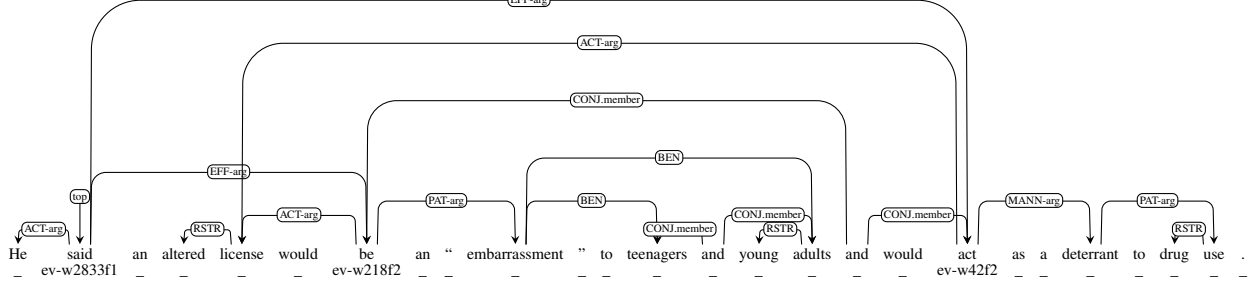 EFF-arg
ACT-arg
CONJ.member
BEN
EFF-arg
top
PAT-arg BEN MANN-arg PAT-arg
ACT-arg CONJ.member CONJ.member
ACT-arg RSTR CONJ.member RSTR RSTR
He said an altered license would be an “ embarrassment ” to teenagers and young adults and would act as a deterrant to drug use .
_ ev-w2833f1 _ _ _ _ ev-w218f2 _ _ _ _ _ _ _ _ _ _ _ ev-w42f2 _ _ _ _ _ _ _